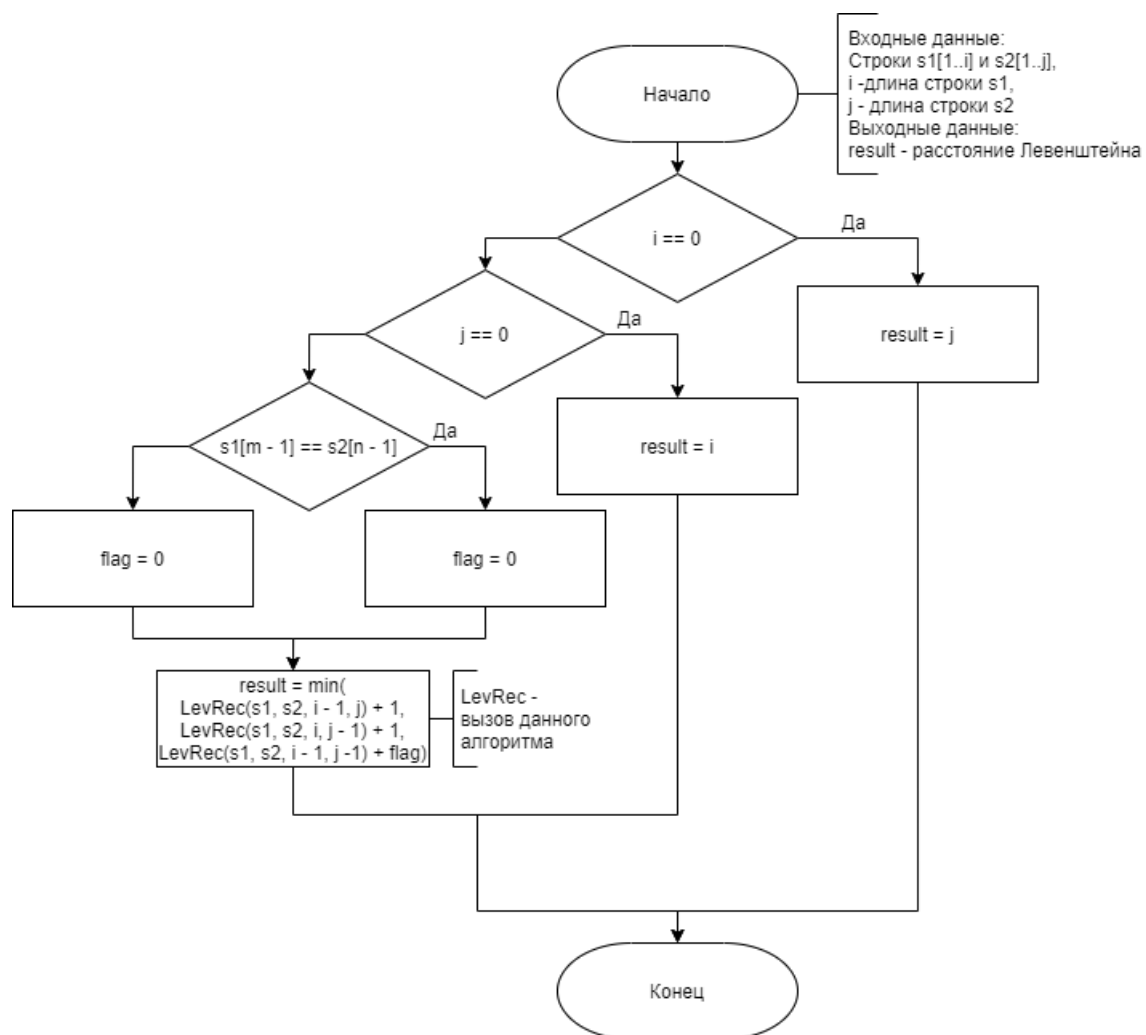 Начало
Входные данные:
Строки s1[1..i] и s2[1..j],
i -длина строки s1,
j - длина строки s2
Выходные данные:
result - расстояние Левенштейна
i == 0
Да
result = j
j == 0
Да
result = i
s1[m - 1] == s2[n - 1]
Да
flag = 0
flag = 0
result = min(
LevRec(s1, s2, i - 1, j) + 1,
LevRec(s1, s2, i, j - 1) + 1,
LevRec(s1, s2, i - 1, j -1) + flag)
LevRec -
вызов данного
алгоритма
Конец